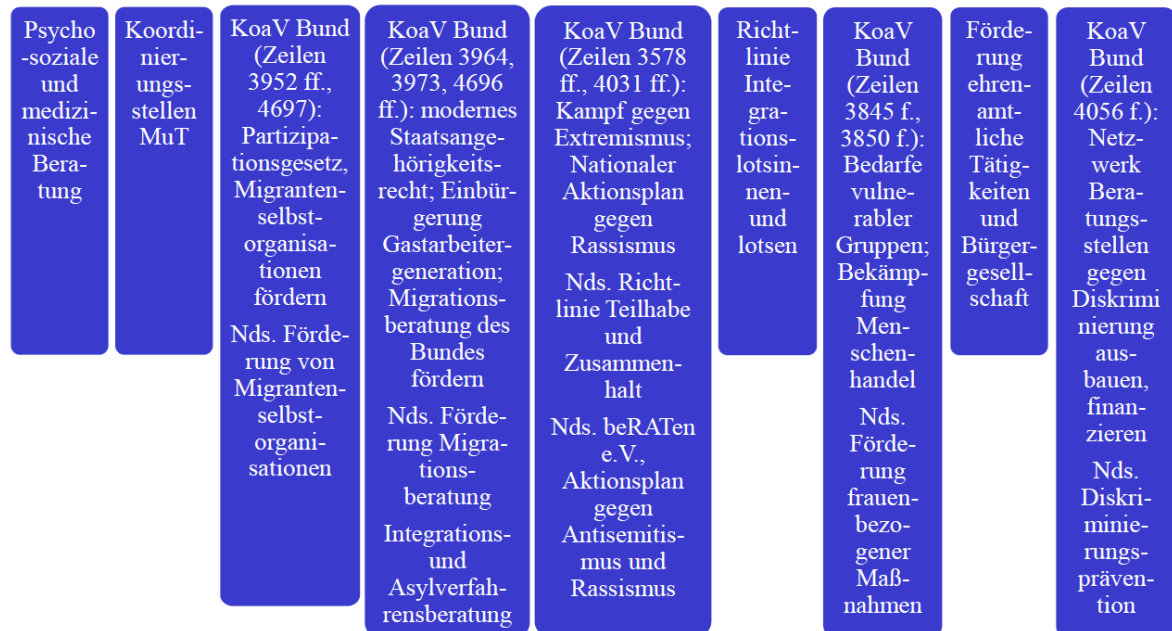 Psycho
-soziale
und
medizi-
nische
Bera-
tung
Koordi-
nier-
ungs-
stellen
MuT
KoaV Bund
(Zeilen
3952 ff.,
4697):
Partizipa-
tionsgesetz,
Migranten-
selbst-
organisa-
tionen
fördern
Nds. Förde-
rung von
Migranten-
selbst-
organi-
sationen
KoaV Bund
(Zeilen 3964,
3973, 4696
ff.): modernes
Staatsange-
hörigkeits-
recht; Einbür-
gerung
Gastarbeiter-
generation;
Migrations-
beratung des
Bundes
fördern
Nds. Förde-
rung Migra-
tions-
beratung
Integrations-
und
Asylverfah-
rensberatung
KoaV Bund
(Zeilen 3578
ff., 4031 ff.):
Kampf gegen
Extremismus;
Nationaler
Aktionsplan
gegen
Rassismus
Nds. Richt-
linie Teilhabe
und
Zusammen-
halt
Nds. beRATen
e.V.,
Aktionsplan
gegen
Antisemitis-
mus und
Rassismus
Richt-
linie
Inte-
gra-
tions-
lotsin-
nen-
und
lotsen
KoaV
Bund
(Zeilen
3845 f.,
3850 f.):
Bedarfe
vulne-
rabler
Gruppen;
Bekämp-
fung
Men-
schen-
handel
Nds.
Förde-
rung
frauen-
bezo-
gener
Maß-
nahmen
Förde-
rung
ehren-
amt-
liche
Tätig-
keiten
und
Bürger-
gesell-
schaft
KoaV
Bund
(Zeilen
4056 f.):
Netz-
werk
Bera-
tungs-
stellen
gegen
Diskrimi
nierung
aus-
bauen,
finan-
zieren
Nds.
Diskri-
minie-
rungs-
präven-
tion